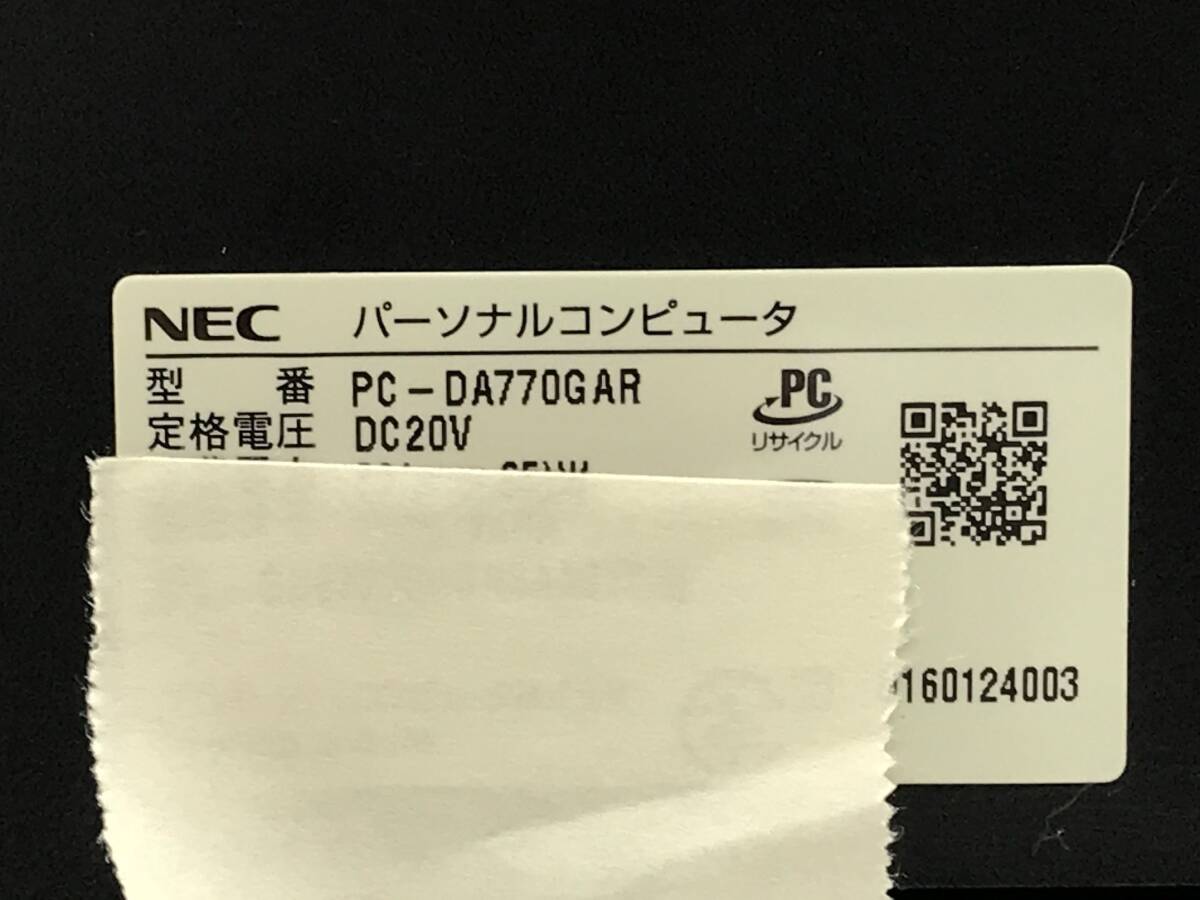 NEC パーソナルコンピュータ
型番 PC-DA770GAR
定格電圧 DC20V
PC
リサイクル
160124003